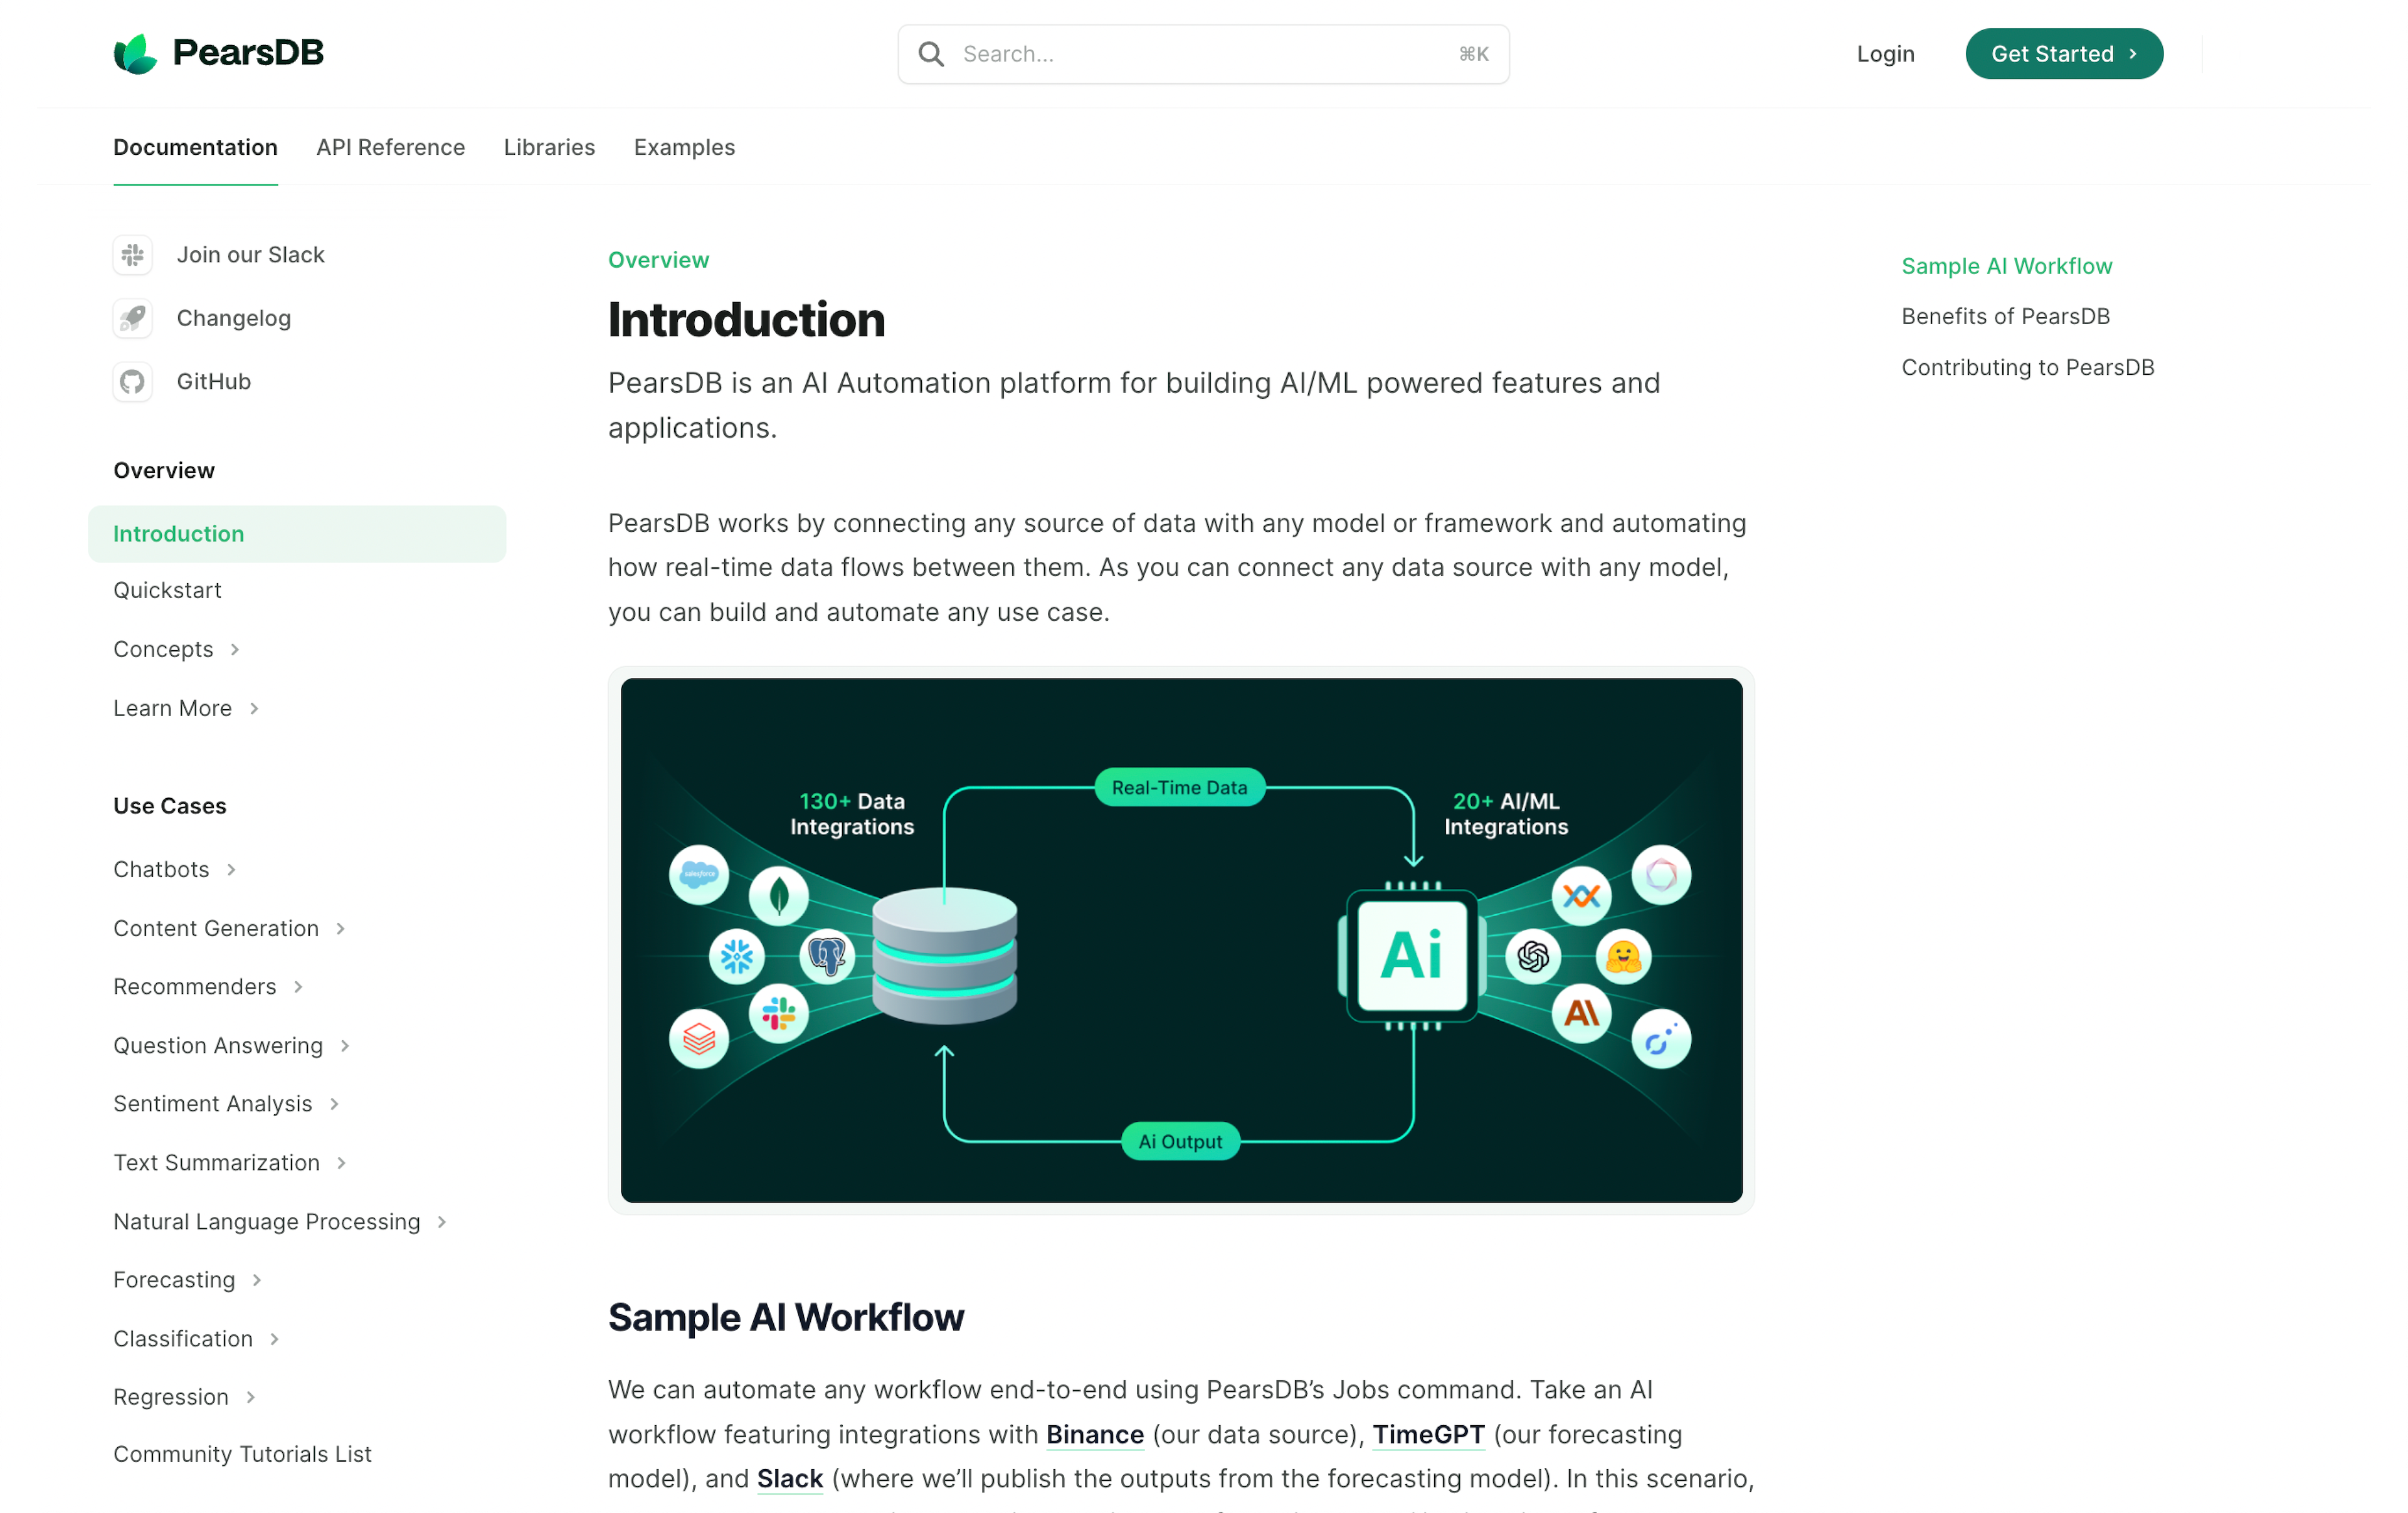 PearsDB
Search...
⌘K
Login
Get Started
Documentation
API Reference
Libraries
Examples
Join our Slack
Changelog
GitHub
Overview
Introduction
Quickstart
Concepts
Learn More
Use Cases
Chatbots
Content Generation
Recommenders
Question Answering
Sentiment Analysis
Text Summarization
Natural Language Processing
Forecasting
Classification
Regression
Community Tutorials List
Overview
Introduction
PearsDB is an AI Automation platform for building AI/ML powered features and
applications.
PearsDB works by connecting any source of data with any model or framework and automating
how real-time data flows between them. As you can connect any data source with any model,
you can build and automate any use case.
130+ Data
Integrations
Real-Time Data
20+ AI/ML
Integrations
salesforce
Ai
Ai Output
Sample AI Workflow
We can automate any workflow end-to-end using PearsDB’s Jobs command. Take an AI
workflow featuring integrations with Binance (our data source), TimeGPT (our forecasting
model), and Slack (where we’ll publish the outputs from the forecasting model). In this scenario,
Sample AI Workflow
Benefits of PearsDB
Contributing to PearsDB